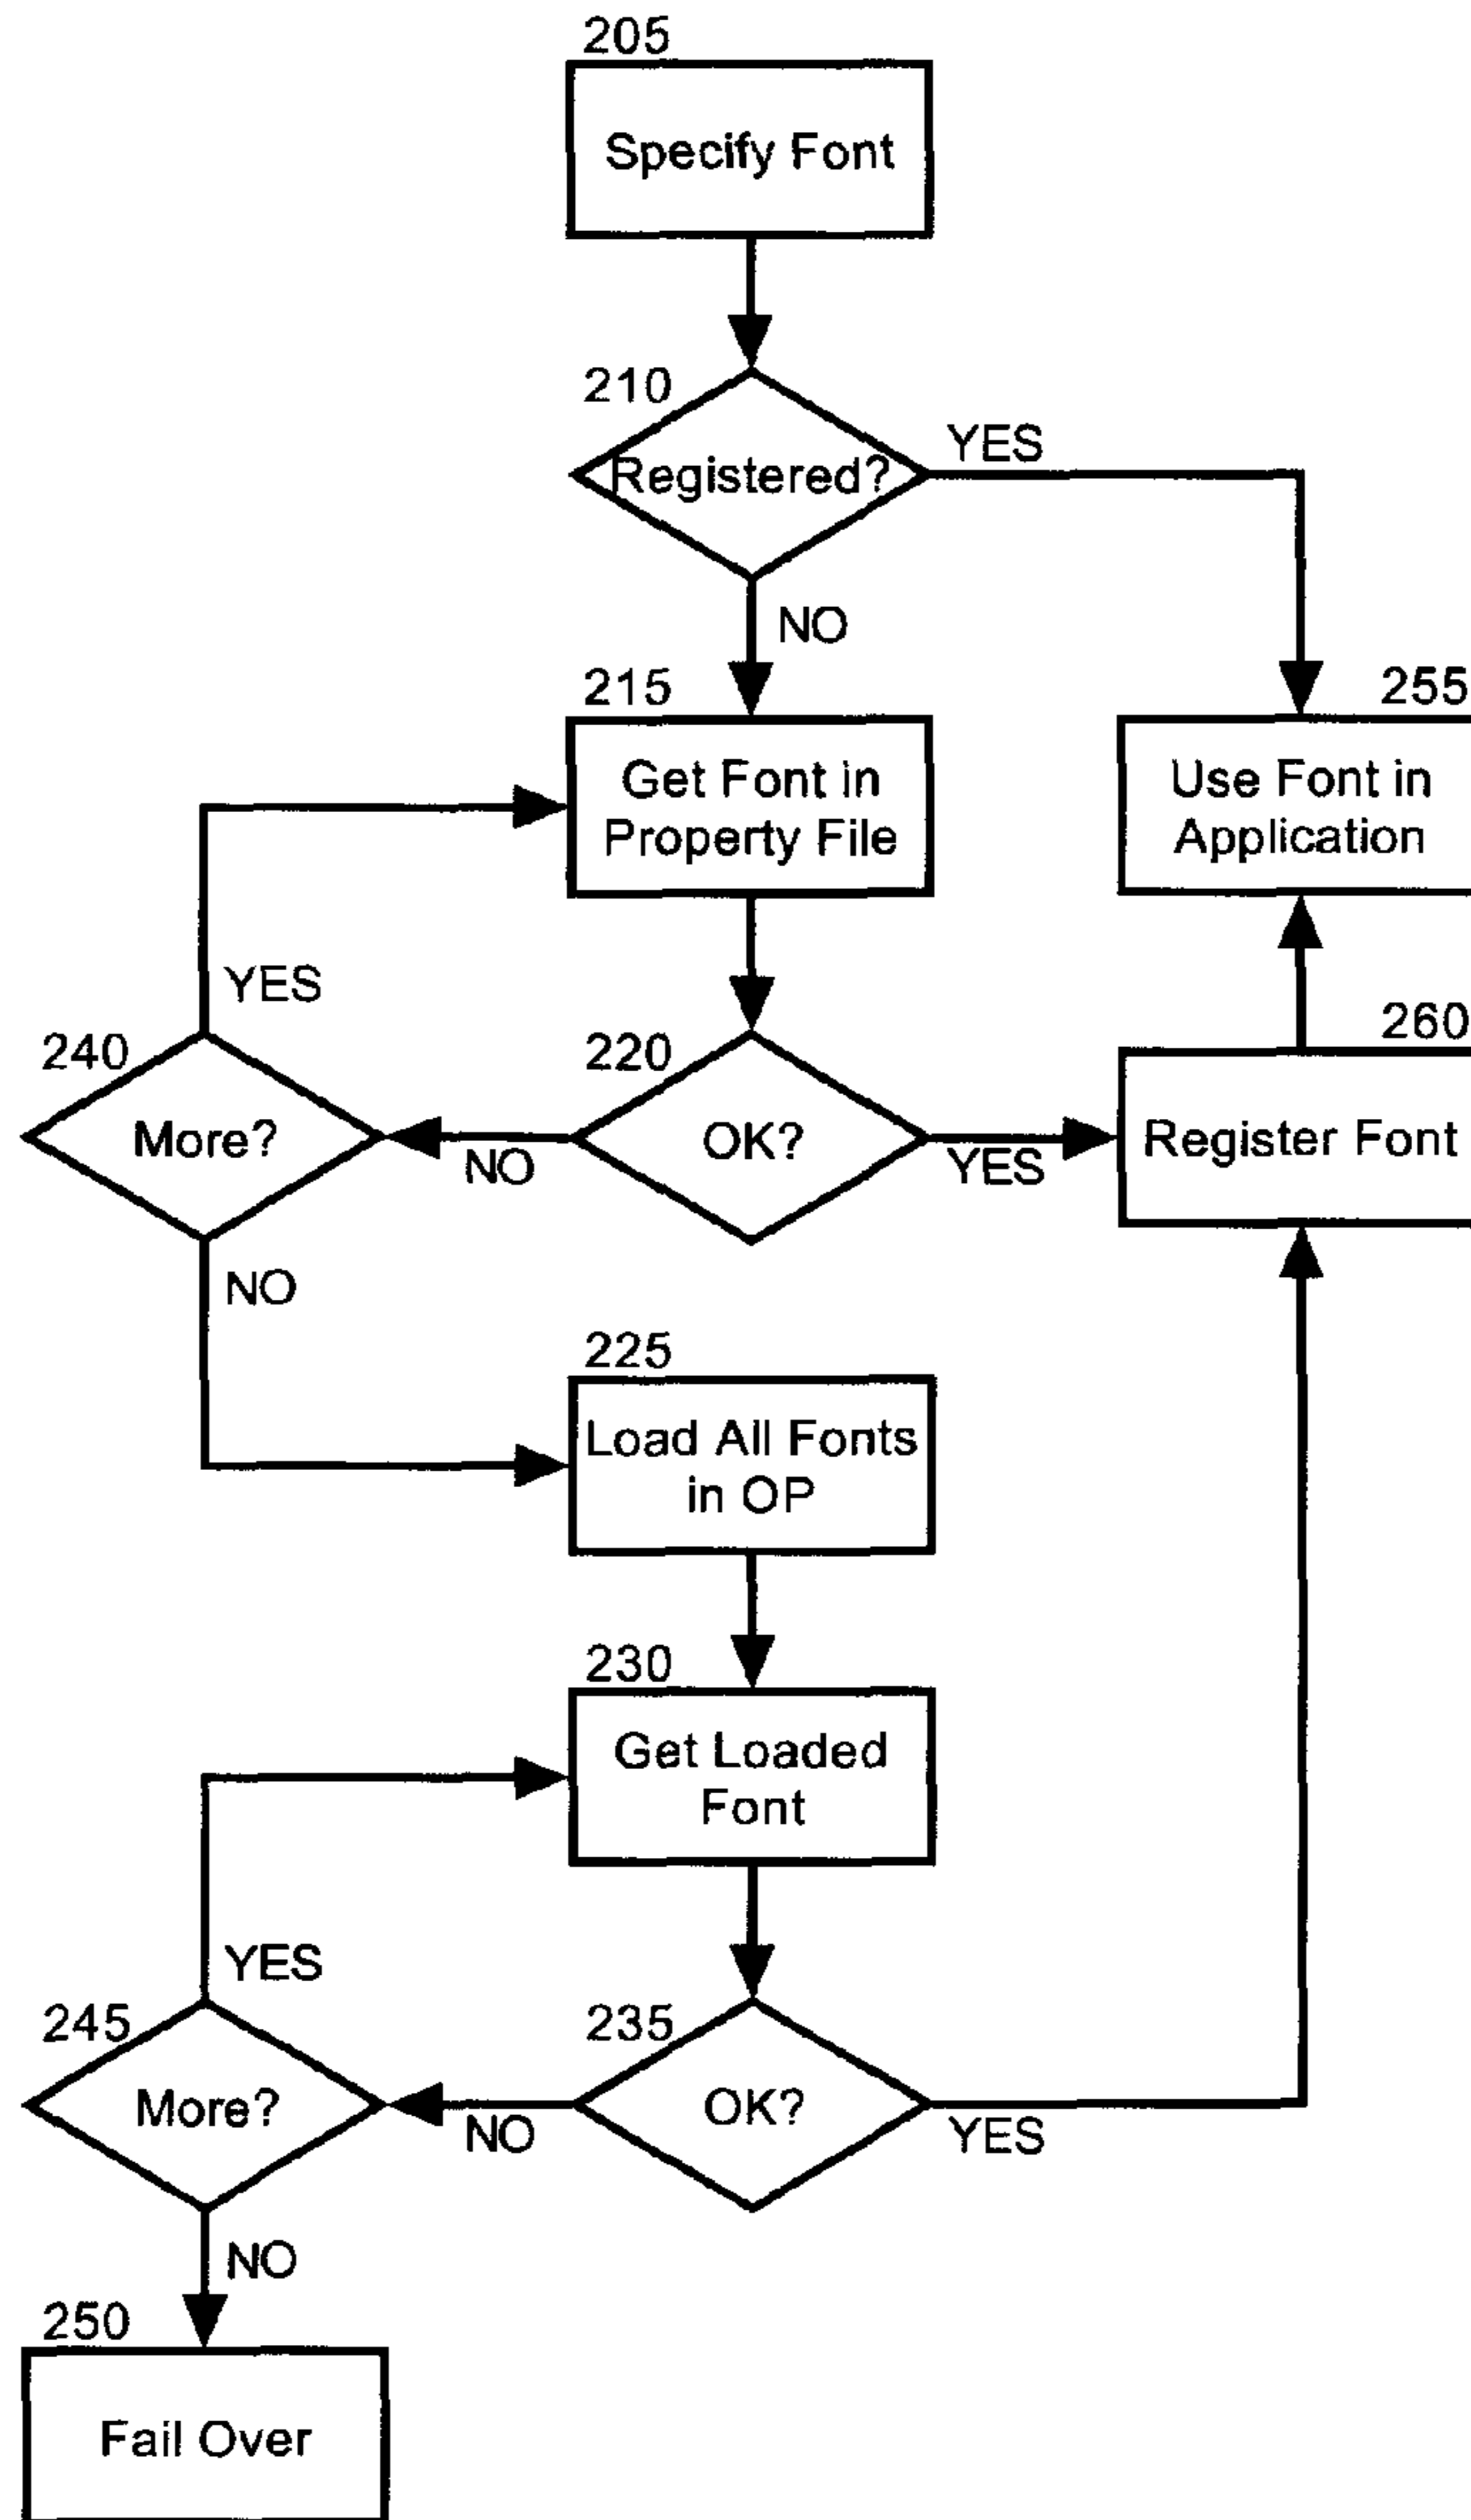 205
Specify Font
210
Registered?
YES
NO
215
Get Font in
Property File
255
Use Font in
Application
YES
240
More?
NO
220
OK?
YES
260
Register Font
NO
225
Load All Fonts
in OP
230
Get Loaded
Font
YES
245
More?
NO
235
OK?
YES
NO
250
Fail Over